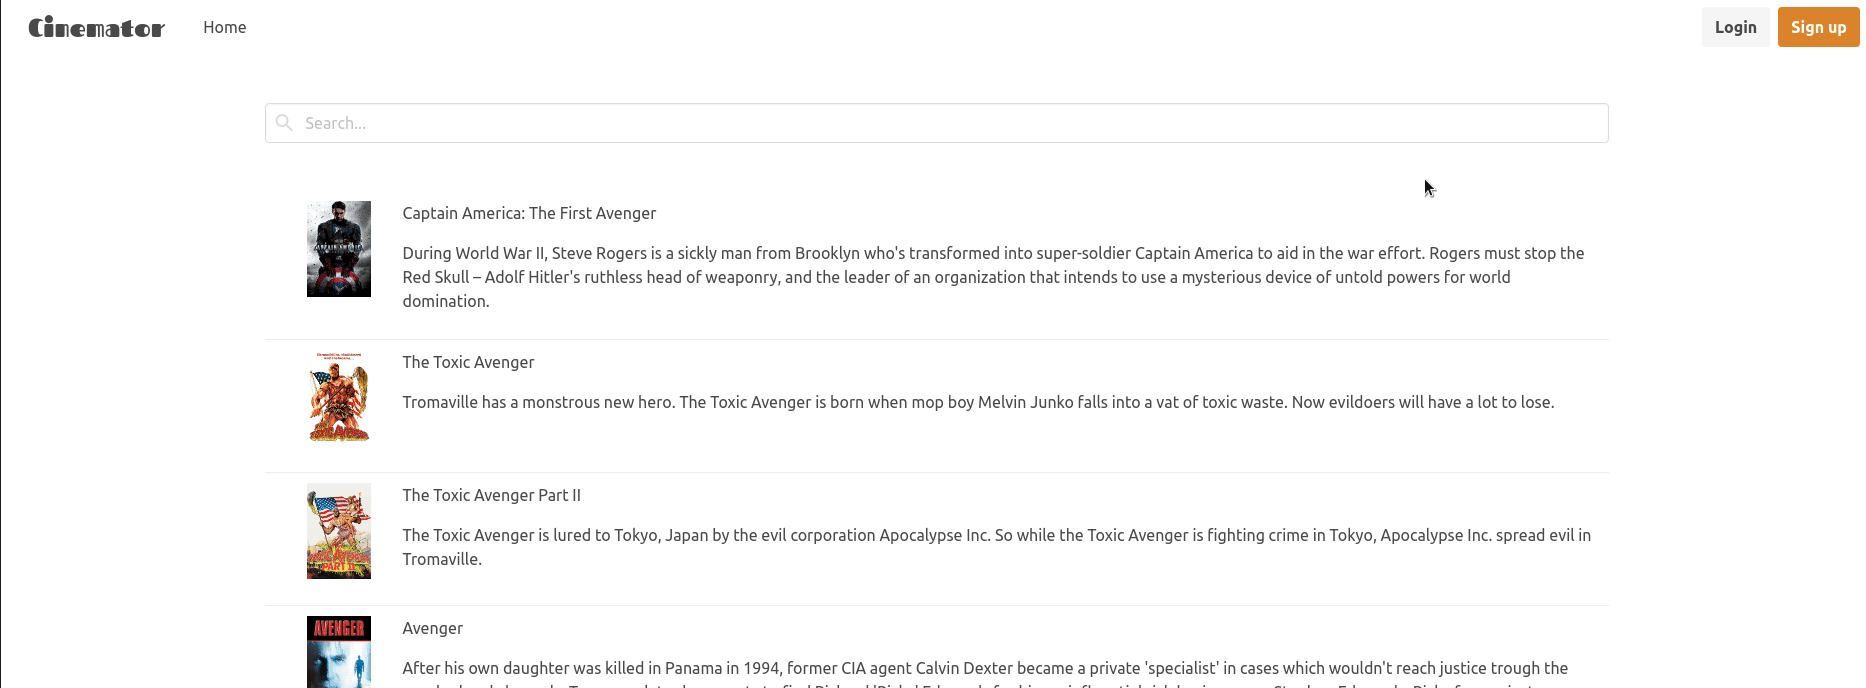 Cinemator
Home
Login
Sign up
Search...
Captain America: The First Avenger
During World War II, Steve Rogers is a sickly man from Brooklyn who's transformed into super-soldier Captain America to aid in the war effort. Rogers must stop the
Red Skull – Adolf Hitler's ruthless head of weaponry, and the leader of an organization that intends to use a mysterious device of untold powers for world
domination.
The Toxic Avenger
Tromaville has a monstrous new hero. The Toxic Avenger is born when mop boy Melvin Junko falls into a vat of toxic waste. Now evildoers will have a lot to lose.
The Toxic Avenger Part II
The Toxic Avenger is lured to Tokyo, Japan by the evil corporation Apocalypse Inc. So while the Toxic Avenger is fighting crime in Tokyo, Apocalypse Inc. spread evil in
Tromaville.
PART II
AVENGER
Avenger
After his own daughter was killed in Panama in 1994, former CIA agent Calvin Dexter became a private 'specialist' in cases which wouldn't reach justice trough the